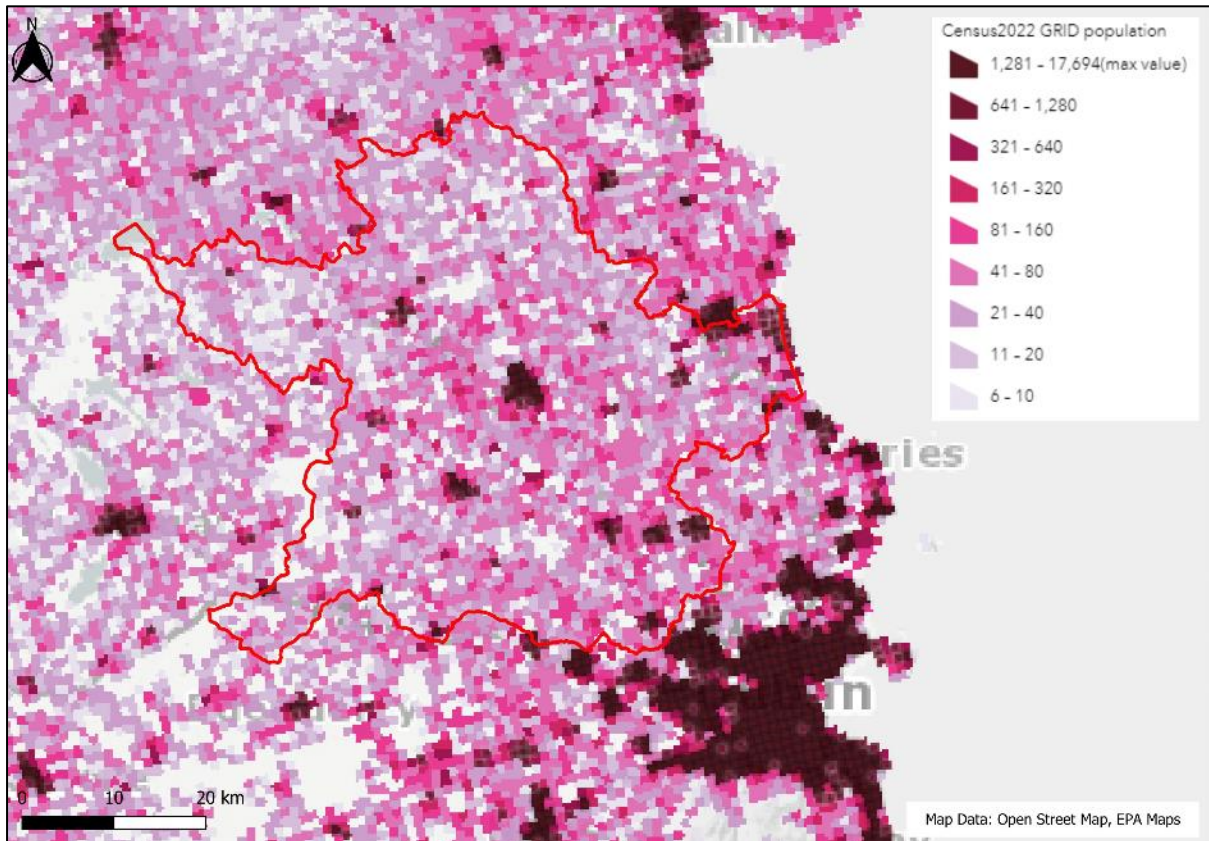 N
Census2022 GRID population
1,281 - 17,694(max value)
641 - 1,280
321 - 640
161 - 320
81 - 160
41 - 80
21 - 40
11 - 20
6 - 10
ries
0 10 20 km
Map Data: Open Street Map, EPA Maps